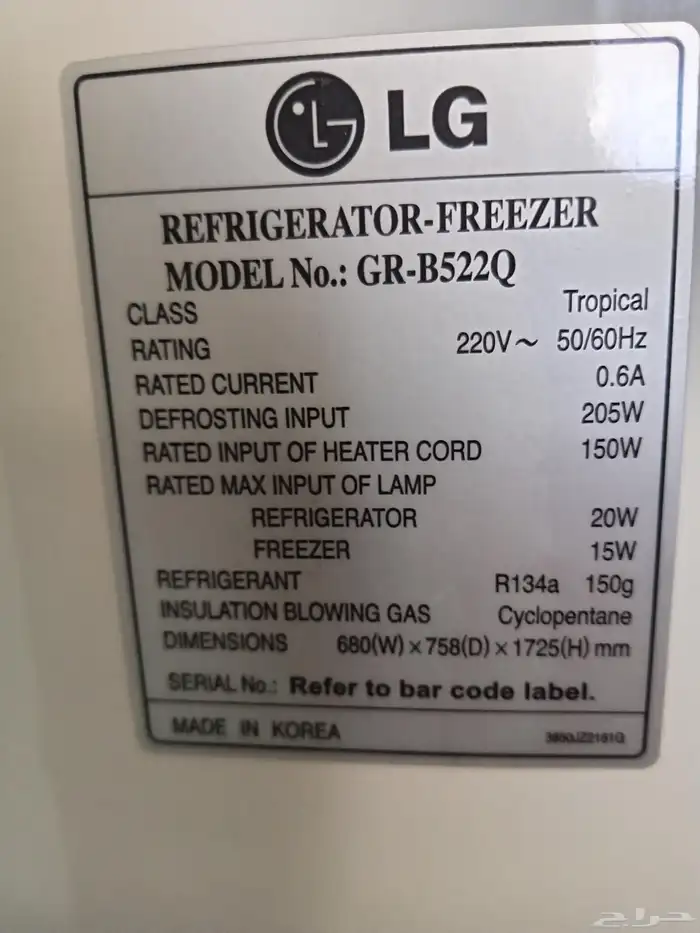 LG
REFRIGERATOR-FREEZER
MODEL No.: GR-B522Q
CLASS Tropical
RATING 220V~ 50/60Hz
RATED CURRENT 0.6A
DEFROSTING INPUT 205W
RATED INPUT OF HEATER CORD 150W
RATED MAX INPUT OF LAMP
REFRIGERATOR 20W
FREEZER 15W
REFRIGERANT R134a 150g
INSULATION BLOWING GAS Cyclopentane
DIMENSIONS 680(W)×758(D)×1725(H) mm
SERIAL No.: Refer to bar code label.
MADE IN KOREA
حراج